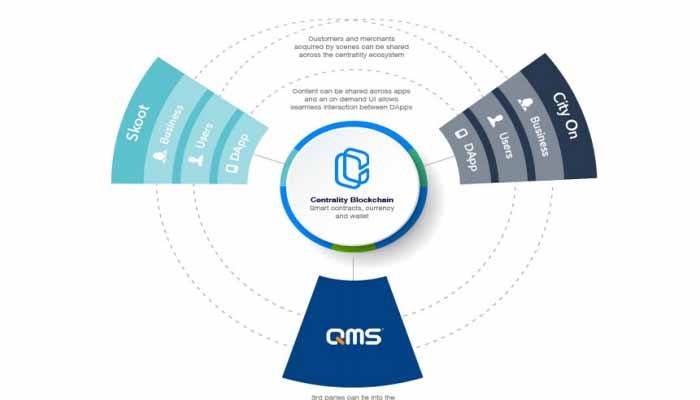 Customers and merchants
acquired by scenes can be shared
across the centrality ecosystem
Content can be shared across apps
and an on demand UI allows
seamless interaction between DApps
Skoot
Business
Users
DApp
City On
Business
Users
DApp
Centrality Blockchain
Smart contracts, currency
and wallet
QMS
3rd paries can tie into the